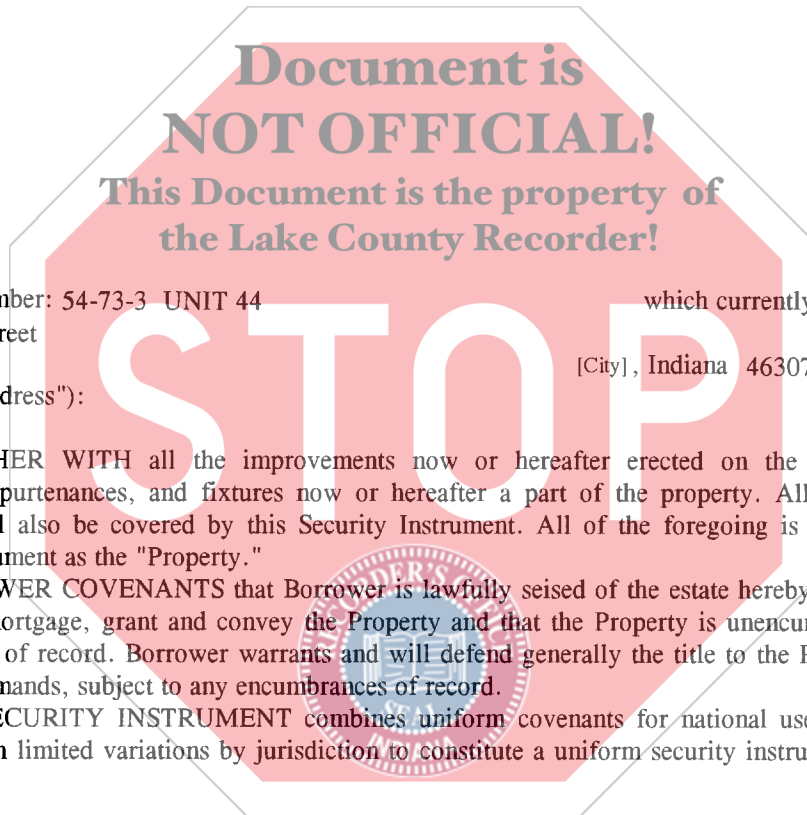 Document is
NOT OFFICIAL!
This Document is the property of
the Lake County Recorder!
mber: 54-73-3 UNIT 44 which currently
reet
[City], Indiana 46307
dress"):
STOP
HER WITH all the improvements now or hereafter erected on the
purtenances, and fixtures now or hereafter a part of the property. All
l also be covered by this Security Instrument. All of the foregoing is
ument as the "Property."
WER COVENANTS that Borrower is lawfully seised of the estate hereby
ortgage, grant and convey the Property and that the Property is unencu
of record. Borrower warrants and will defend generally the title to the P
mands, subject to any encumbrances of record.
ECURITY INSTRUMENT combines uniform covenants for national use
n limited variations by jurisdiction to constitute a uniform security instru
SEAL
INDIANA